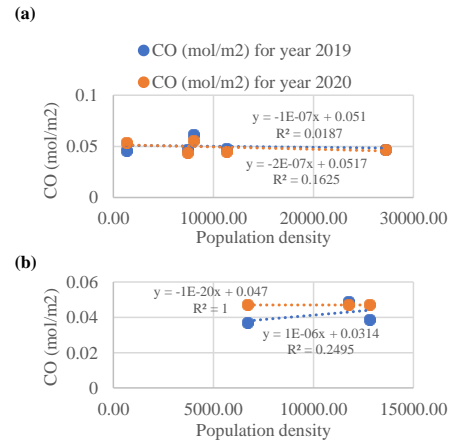 (a)
CO (mol/m2) for year 2019
CO (mol/m2) for year 2020
CO (mol/m2)
0.1
0.05
0
y = -1E-07x + 0.051
R² = 0.0187
y = -2E-07x + 0.0517
R² = 0.1625
0.00 10000.00 20000.00 30000.00
Population density
(b)
CO (mol/m2)
0.06
0.04
0.02
0
y = -1E-20x + 0.047
R² = 1
y = 1E-06x + 0.0314
R² = 0.2495
0.00 5000.00 10000.00 15000.00
Population density